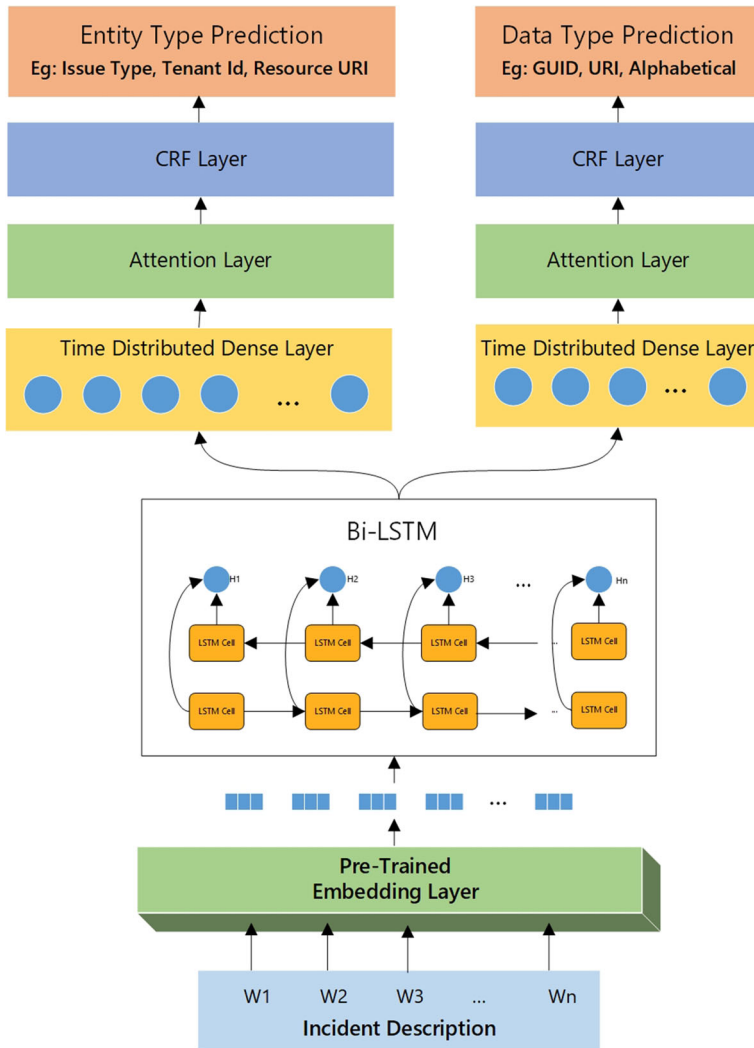 Entity Type Prediction
Eg: Issue Type, Tenant Id, Resource URI
Data Type Prediction
Eg: GUID, URI, Alphabetical
CRF Layer
CRF Layer
Attention Layer
Attention Layer
Time Distributed Dense Layer
...
Time Distributed Dense Layer
...
Bi-LSTM
H1 H2 H3 ... Hn
LSTM Cell LSTM Cell LSTM Cell ... LSTM Cell
LSTM Cell LSTM Cell LSTM Cell ... LSTM Cell
...
Pre-Trained
Embedding Layer
W1 W2 W3 ... Wn
Incident Description